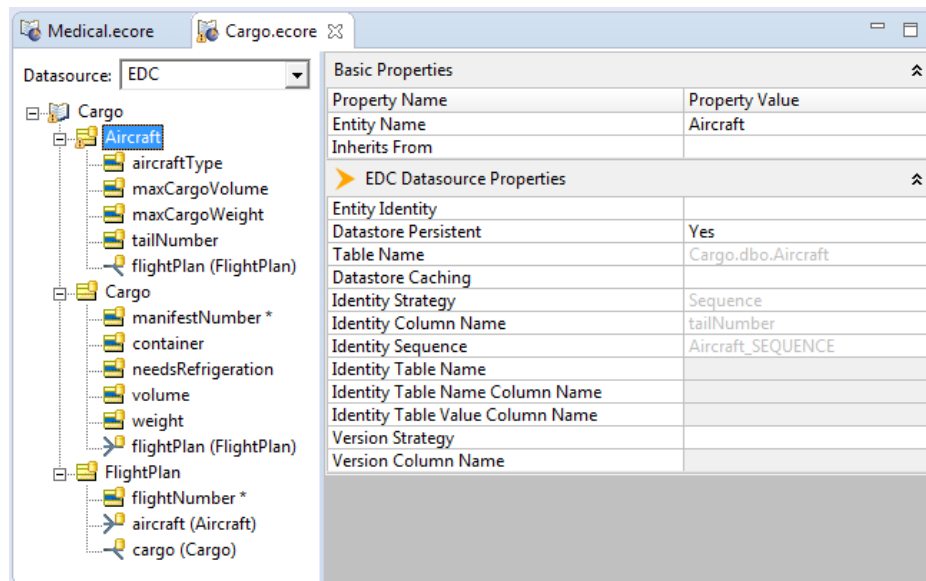 Medical.ecore
Cargo.ecore
Datasource: EDC
Cargo
Aircraft
aircraftType
maxCargoVolume
maxCargoWeight
tailNumber
flightPlan (FlightPlan)
Cargo
manifestNumber *
container
needsRefrigeration
volume
weight
flightPlan (FlightPlan)
FlightPlan
flightNumber *
aircraft (Aircraft)
cargo (Cargo)
Basic Properties
Property Name Property Value
Entity Name Aircraft
Inherits From
EDC Datasource Properties
Entity Identity
Datastore Persistent Yes
Table Name Cargo.dbo.Aircraft
Datastore Caching
Identity Strategy Sequence
Identity Column Name tailNumber
Identity Sequence Aircraft_SEQUENCE
Identity Table Name
Identity Table Name Column Name
Identity Table Value Column Name
Version Strategy
Version Column Name